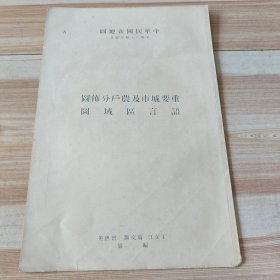 中華民國新地圖
重要城市及農戶分佈圖
語言區域圖
丁文江 翁文灝 曾世英
編